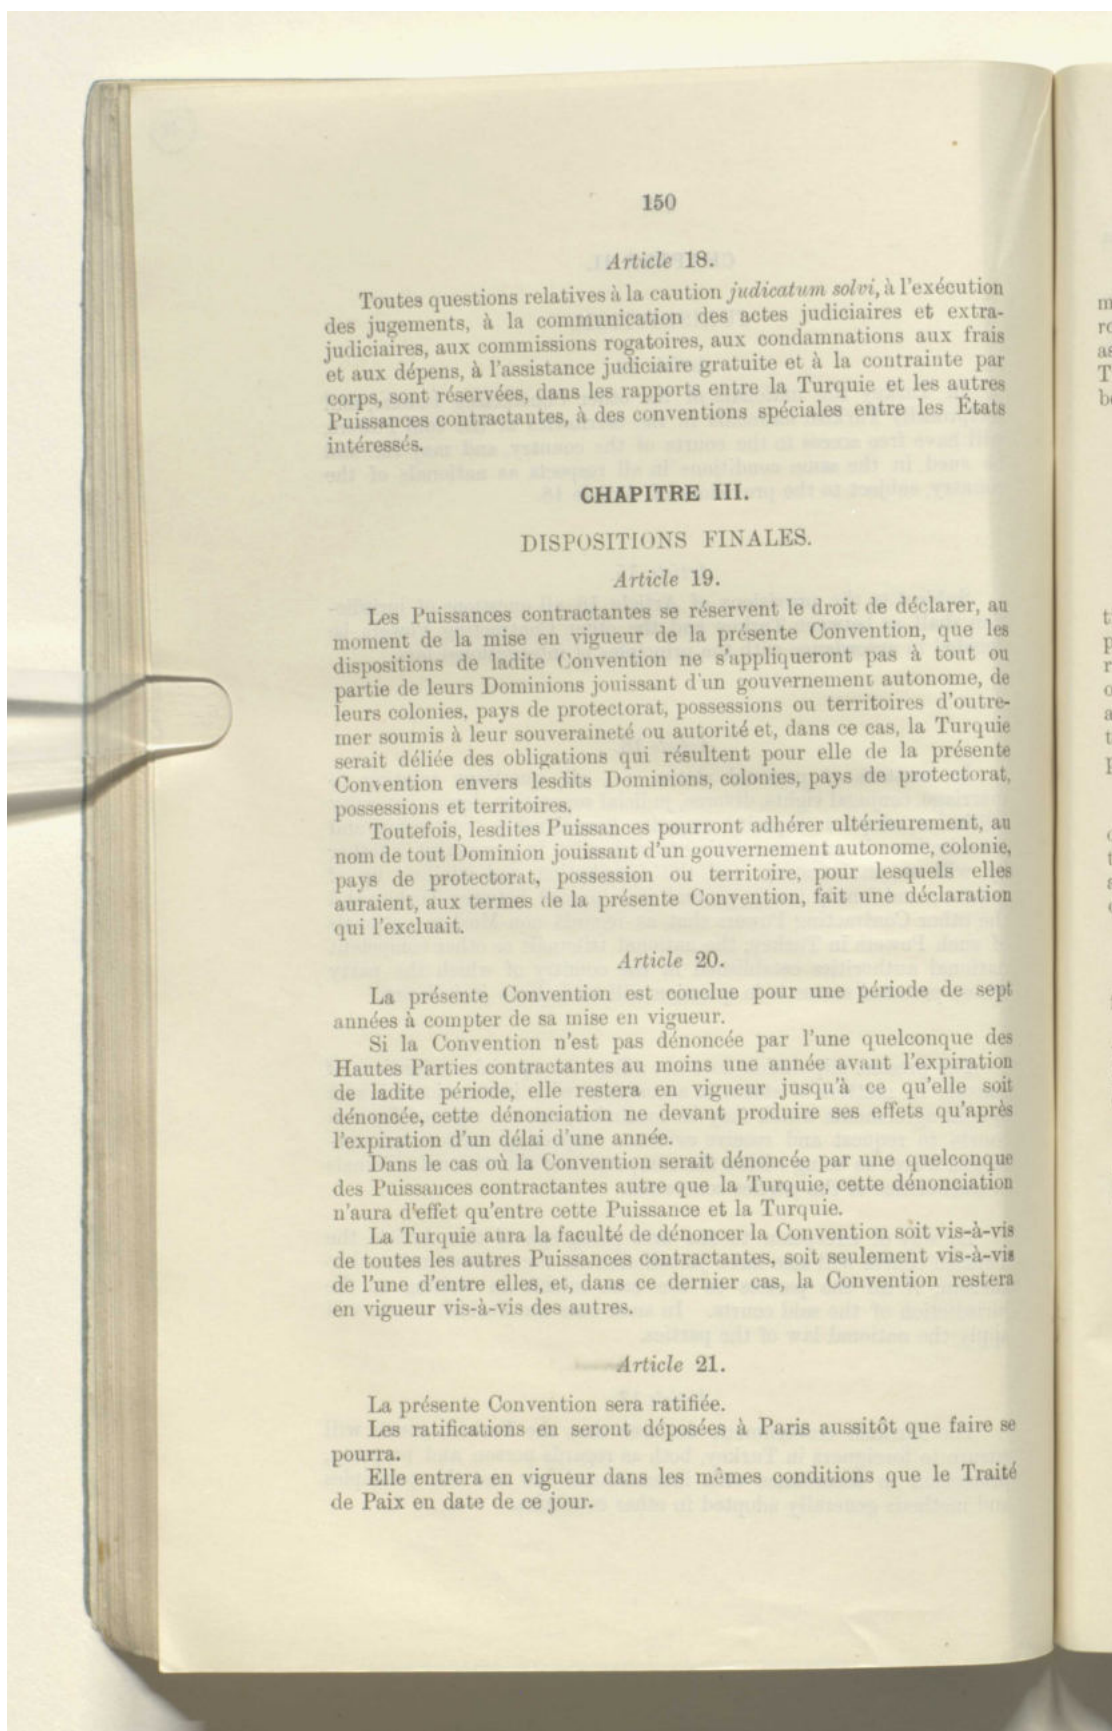 150
Article 18.
Toutes questions relatives à la caution judicatum solvi, à l'exécution
des jugements, à la communication des actes judiciaires et extra-
judiciaires, aux commissions rogatoires, aux condamnations aux frais
et aux dépens, à l'assistance judiciaire gratuite et à la contrainte par
corps, sont réservées, dans les rapports entre la Turquie et les autres
Puissances contractantes, à des conventions spéciales entre les États
intéressés.
CHAPITRE III.
DISPOSITIONS FINALES.
Article 19.
Les Puissances contractantes se réservent le droit de déclarer, au
moment de la mise en vigueur de la présente Convention, que les
dispositions de ladite Convention ne s'appliqueront pas à tout ou
partie de leurs Dominions jouissant d'un gouvernement autonome, de
leurs colonies, pays de protectorat, possessions ou territoires d'outre-
mer soumis à leur souveraineté ou autorité et, dans ce cas, la Turquie
serait déliée des obligations qui résultent pour elle de la présente
Convention envers lesdits Dominions, colonies, pays de protectorat,
possessions et territoires.
Toutefois, lesdites Puissances pourront adhérer ultérieurement, au
nom de tout Dominion jouissant d'un gouvernement autonome, colonie,
pays de protectorat, possession ou territoire, pour lesquels elles
auraient, aux termes de la présente Convention, fait une déclaration
qui l'excluait.
Article 20.
La présente Convention est conclue pour une période de sept
années à compter de sa mise en vigueur.
Si la Convention n'est pas dénoncée par l'une quelconque des
Hautes Parties contractantes au moins une année avant l'expiration
de ladite période, elle restera en vigueur jusqu'à ce qu'elle soit
dénoncée, cette dénonciation ne devant produire ses effets qu'après
l'expiration d'un délai d'une année.
Dans le cas où la Convention serait dénoncée par une quelconque
des Puissances contractantes autre que la Turquie, cette dénonciation
n'aura d'effet qu'entre cette Puissance et la Turquie.
La Turquie aura la faculté de dénoncer la Convention soit vis-à-vis
de toutes les autres Puissances contractantes, soit seulement vis-à-vis
de l'une d'entre elles, et, dans ce dernier cas, la Convention restera
en vigueur vis-à-vis des autres.
Article 21.
La présente Convention sera ratifiée.
Les ratifications en seront déposées à Paris aussitôt que faire se
pourra.
Elle entrera en vigueur dans les mêmes conditions que le Traité
de Paix en date de ce jour.